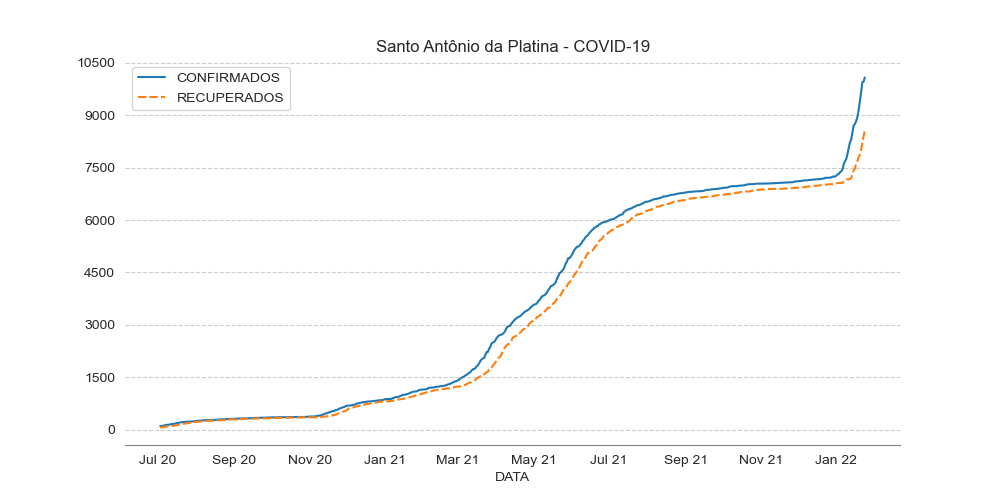 Santo Antônio da Platina - COVID-19
CONFIRMADOS
RECUPERADOS
10500
9000
7500
6000
4500
3000
1500
0
Jul 20 Sep 20 Nov 20 Jan 21 Mar 21 May 21 Jul 21 Sep 21 Nov 21 Jan 22
DATA